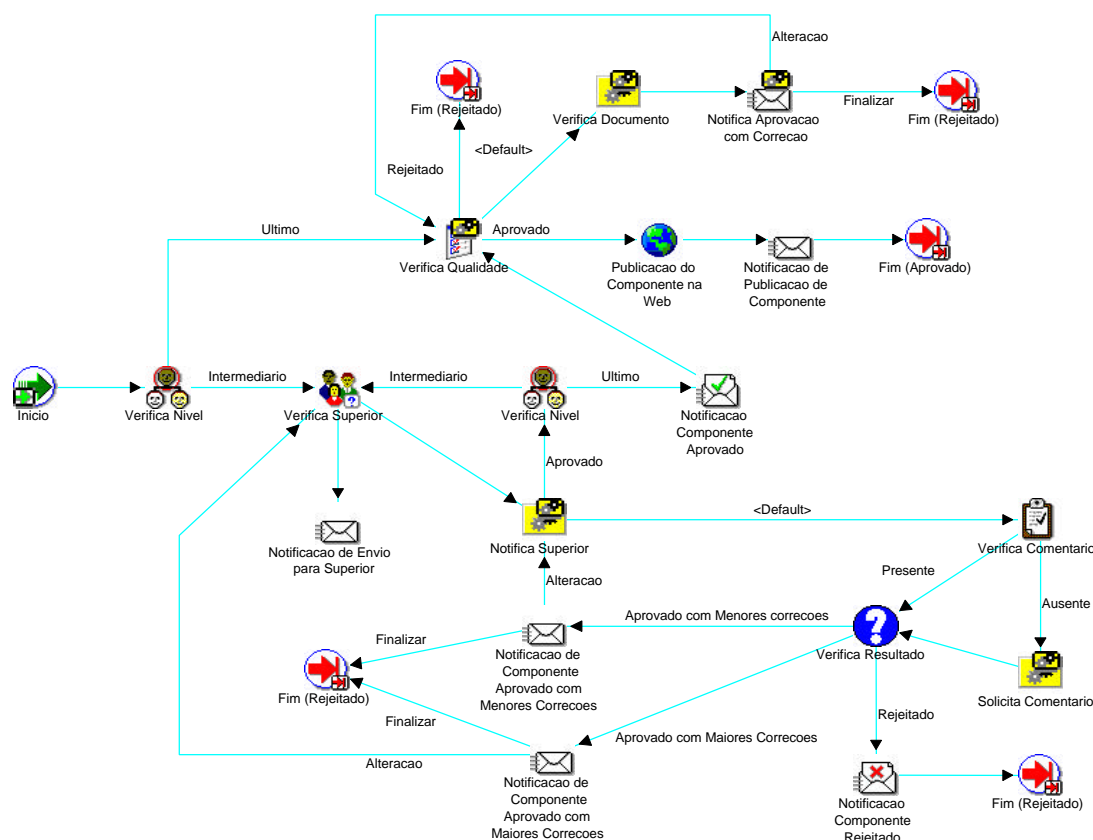 Alteracao
Fim (Rejeitado)
Verifica Documento
Notifica Aprovacao
com Correcao
Finalizar
Fim (Rejeitado)
<Default>
Rejeitado
Ultimo
Verifica Qualidade
Aprovado
Publicacao do
Componente na
Web
Notificacao de
Publicacao de
Componente
Fim (Aprovado)
Inicio
Verifica Nivel
Intermediario
Verifica Superior
Intermediario
Verifica Nivel
Ultimo
Notificacao
Componente
Aprovado
Aprovado
Notificacao de Envio
para Superior
Notifica Superior
<Default>
Verifica Comentario
Presente
Ausente
Alteracao
Aprovado com Menores correcoes
Verifica Resultado
Solicita Comentario
Finalizar
Notificacao de
Componente
Aprovado com
Menores Correcoes
Fim (Rejeitado)
Finalizar
Rejeitado
Aprovado com Maiores Correcoes
Alteracao
Notificacao de
Componente
Aprovado com
Maiores Correcoes
Notificacao
Componente
Rejeitado
Fim (Rejeitado)